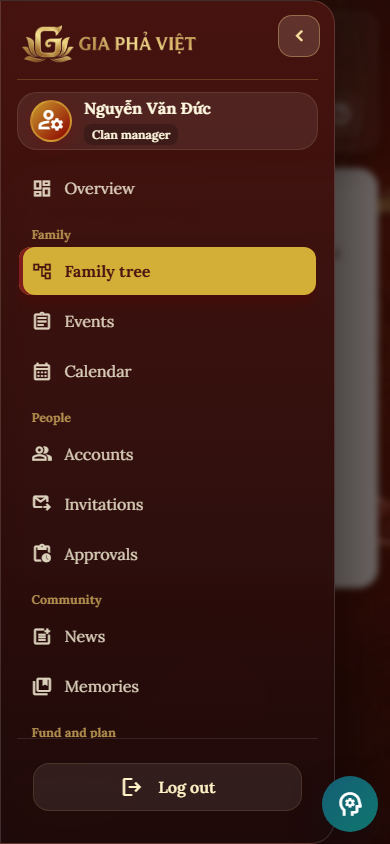 GIA PHẢ VIỆT
Nguyễn Văn Đức
Clan manager
Overview
Family
Family tree
Events
Calendar
People
Accounts
Invitations
Approvals
Community
News
Memories
Fund and plan
Log out